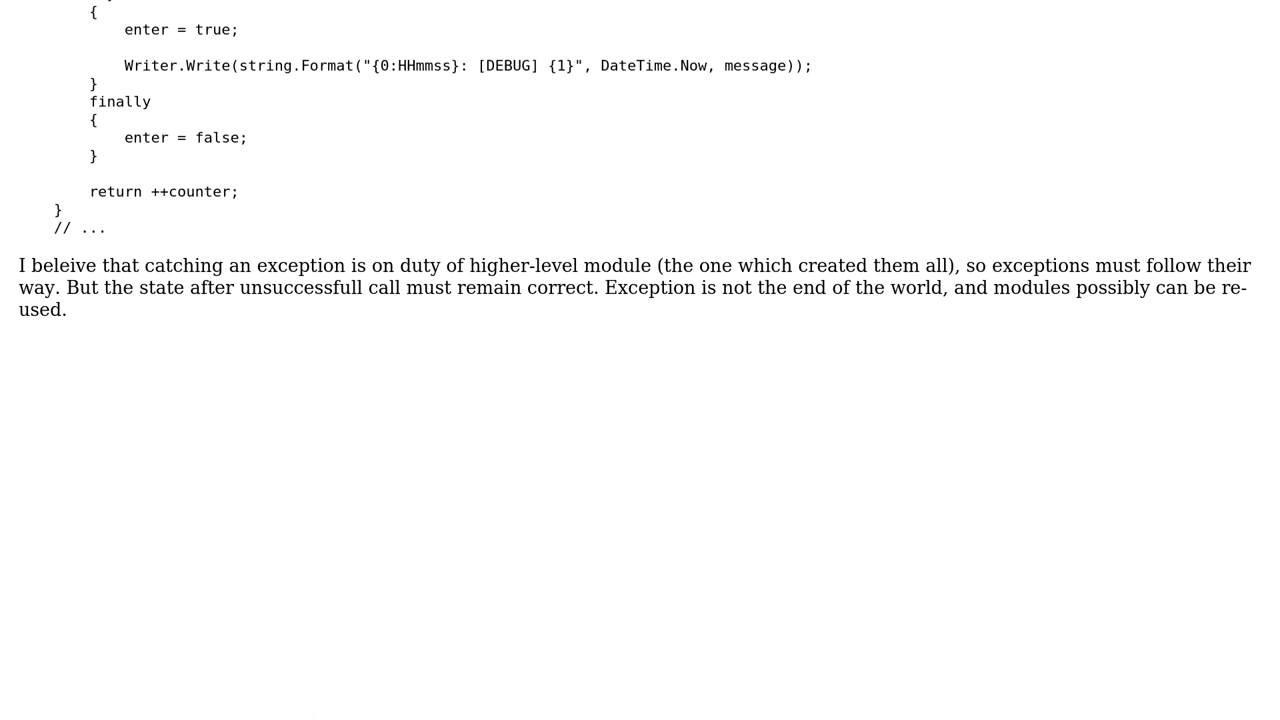 {
enter = true;
Writer.Write(string.Format("{0:HHmmss}: [DEBUG] {1}", DateTime.Now, message));
}
finally
{
enter = false;
}
return ++counter;
}
// ...
I beleive that catching an exception is on duty of higher-level module (the one which created them all), so exceptions must follow their
way. But the state after unsuccessfull call must remain correct. Exception is not the end of the world, and modules possibly can be re-
used.